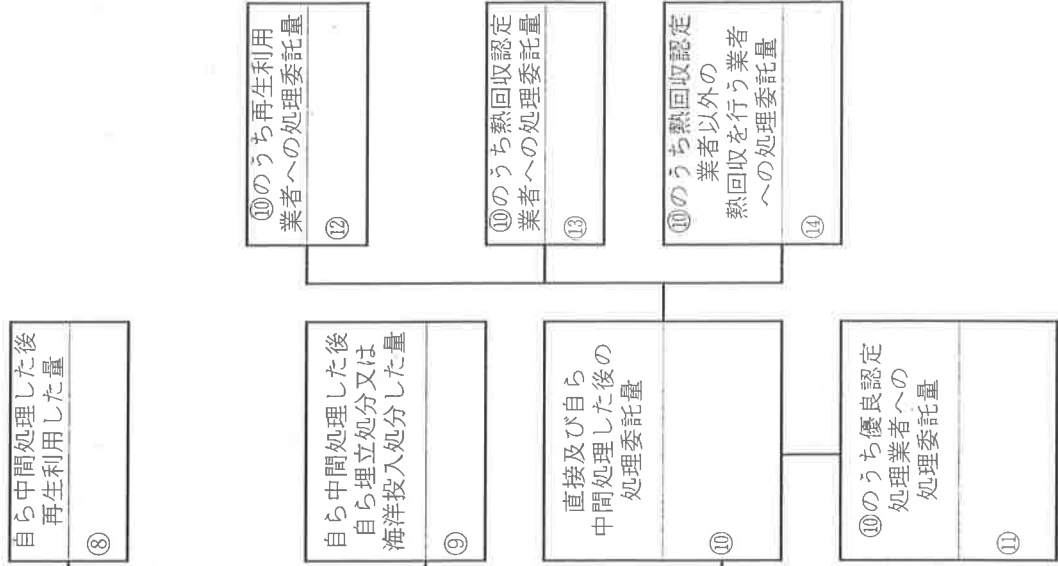 自ら中間処理した後
再生利用した量
⑧
自ら中間処理した後
自ら埋立処分又は
海洋投入処分した量
⑨
直接及び自ら
中間処理した後の
処理委託量
⑩
⑩のうち優良認定
処理業者への
処理委託量
⑪
⑩のうち再生利用
業者への処理委託量
⑫
⑩のうち熱回収認定
業者への処理委託量
⑬
⑩のうち熱回収認定
業者以外の
熱回収を行う業者
への処理委託量
⑭